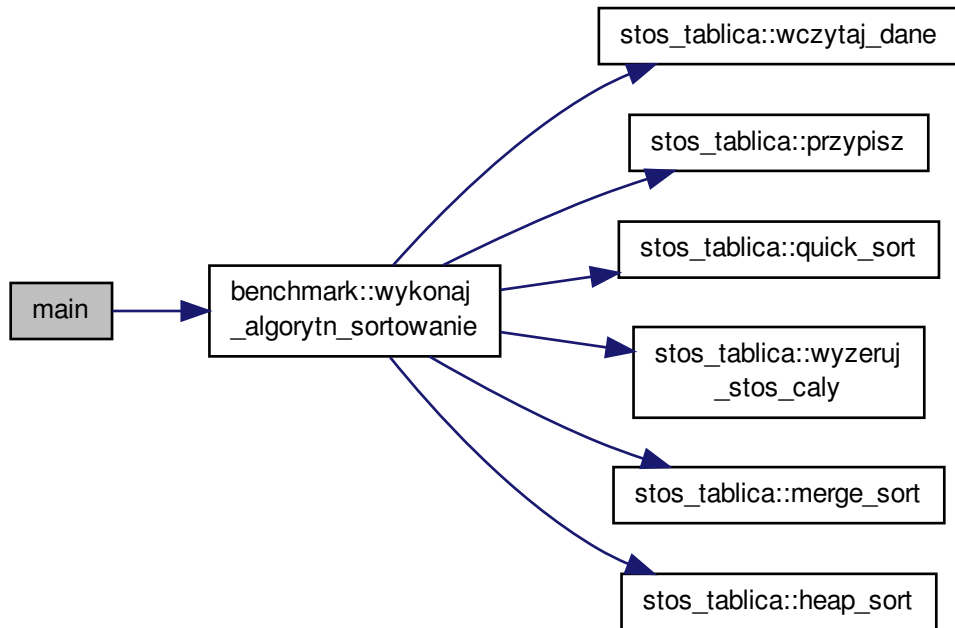 main
benchmark::wykonaj
_algorytn_sortowanie
stos_tablica::wczytaj_dane
stos_tablica::przypisz
stos_tablica::quick_sort
stos_tablica::wyzeruj
_stos_caly
stos_tablica::merge_sort
stos_tablica::heap_sort